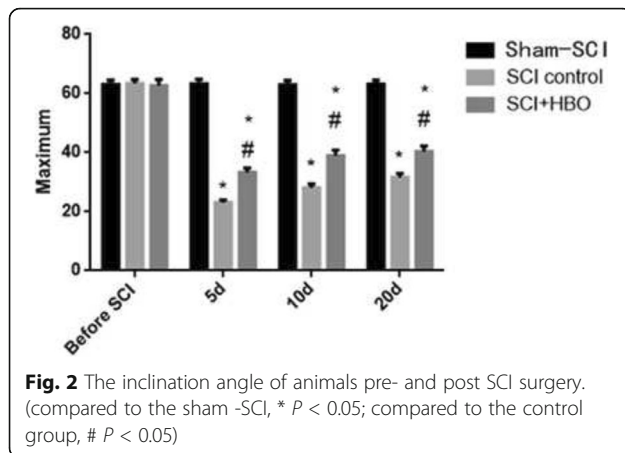 80
60
40
20
0
Maximum
Before SCI
5d
10d
20d
*
*
#
*
*
#
*
*
#
Sham-SCI
SCI control
SCI+HBO
Fig. 2 The inclination angle of animals pre- and post SCI surgery.
(compared to the sham -SCI, * P < 0.05; compared to the control
group, # P < 0.05)